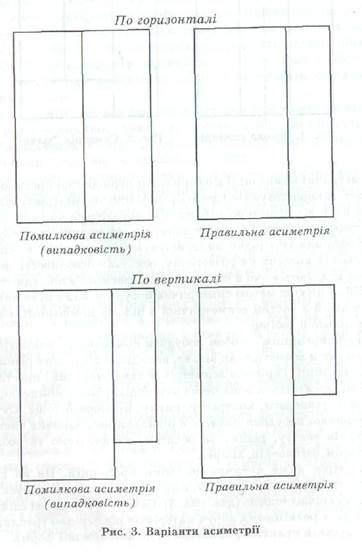 По горизонталі
Помилкова асиметрія
(випадковість)
Правильна асиметрія
По вертикалі
Помилкова асиметрія
(випадковість)
Правильна асиметрія
Рис. 3. Варіанти асиметрії